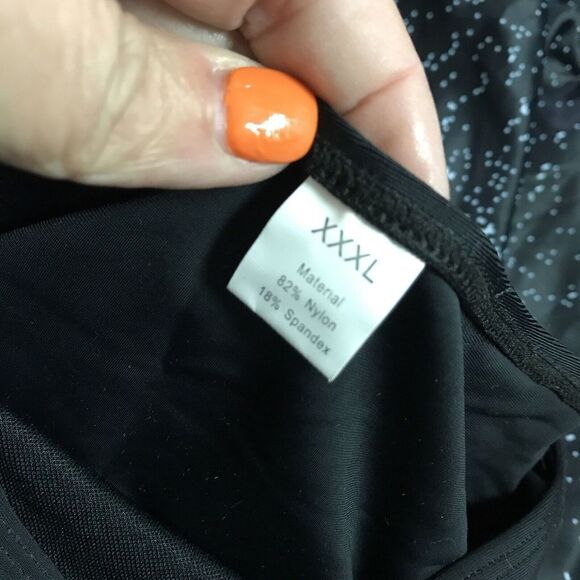 XXXL
Material
82% Nylon
18% Spandex